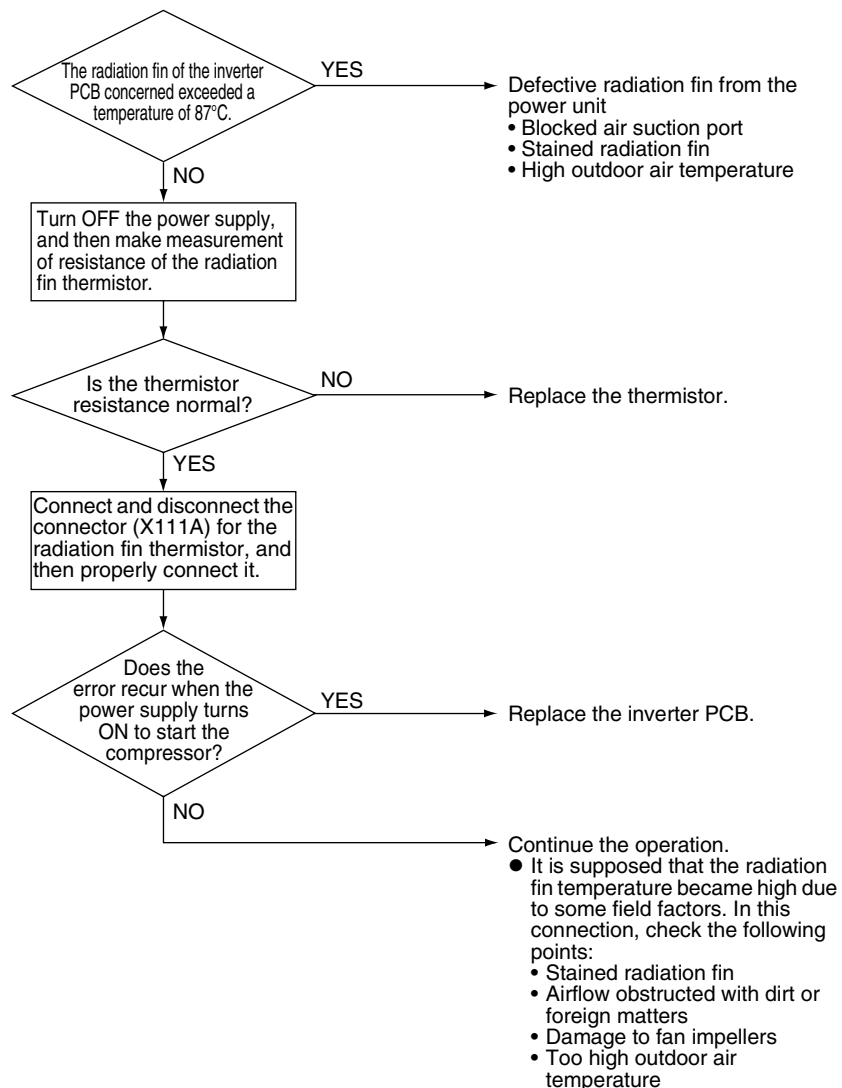 The radiation fin of the inverter
PCB concerned exceeded a
temperature of 87°C.
YES
Defective radiation fin from the
power unit
• Blocked air suction port
• Stained radiation fin
• High outdoor air temperature
NO
Turn OFF the power supply,
and then make measurement
of resistance of the radiation
fin thermistor.
Is the thermistor
resistance normal?
NO
Replace the thermistor.
YES
Connect and disconnect the
connector (X111A) for the
radiation fin thermistor, and
then properly connect it.
Does the
error recur when the
power supply turns
ON to start the
compressor?
YES
Replace the inverter PCB.
NO
Continue the operation.
● It is supposed that the radiation
fin temperature became high due
to some field factors. In this
connection, check the following
points:
• Stained radiation fin
• Airflow obstructed with dirt or
foreign matters
• Damage to fan impellers
• Too high outdoor air
temperature